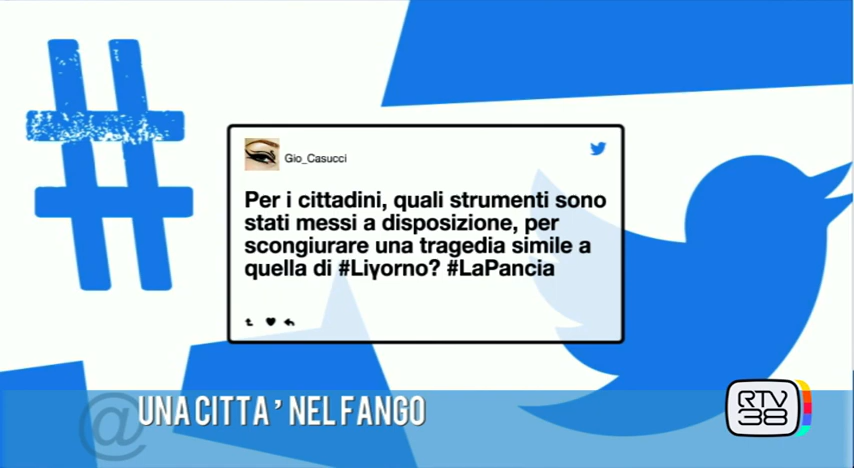 #
Gio_Casucci
Per i cittadini, quali strumenti sono
stati messi a disposizione, per
scongiurare una tragedia simile a
quella di #Liyorno? #LaPancia
@UNA CITTA' NEL FANGO
RTV
38